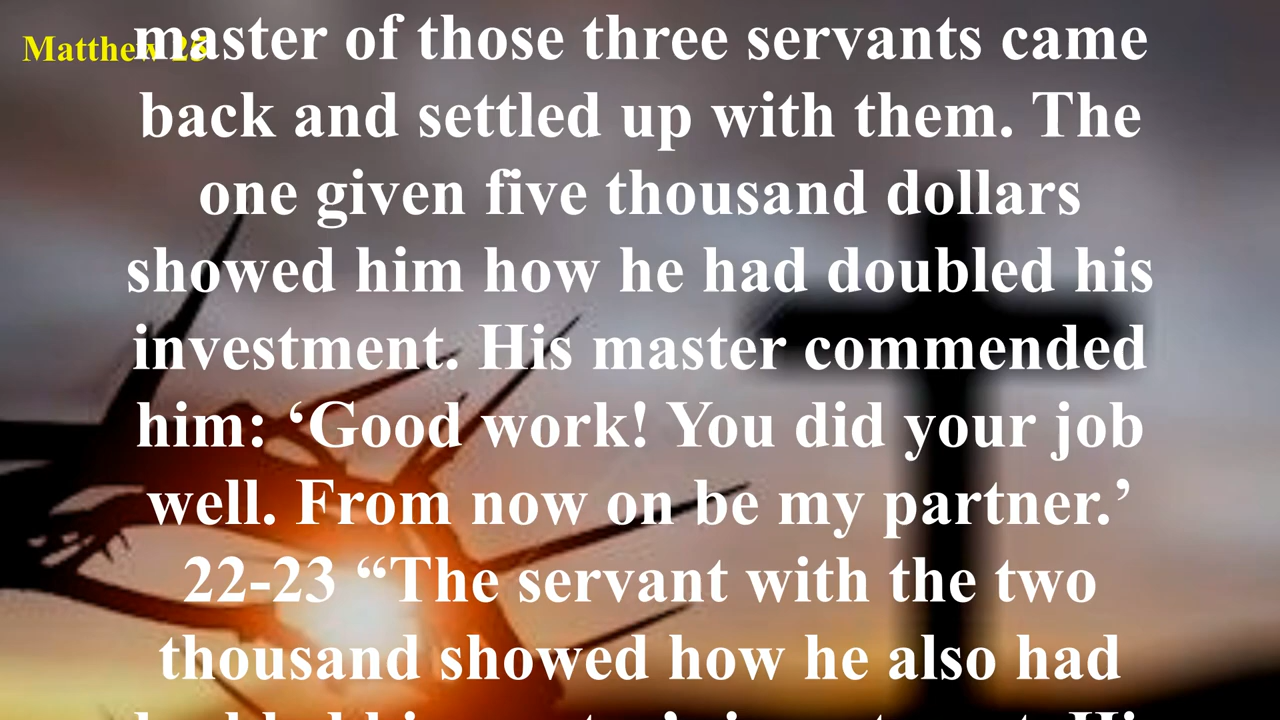 Matthew 25
master of those three servants came
back and settled up with them. The
one given five thousand dollars
showed him how he had doubled his
investment. His master commended
him: ‘Good work! You did your job
well. From now on be my partner.’
22-23 “The servant with the two
thousand showed how he also had